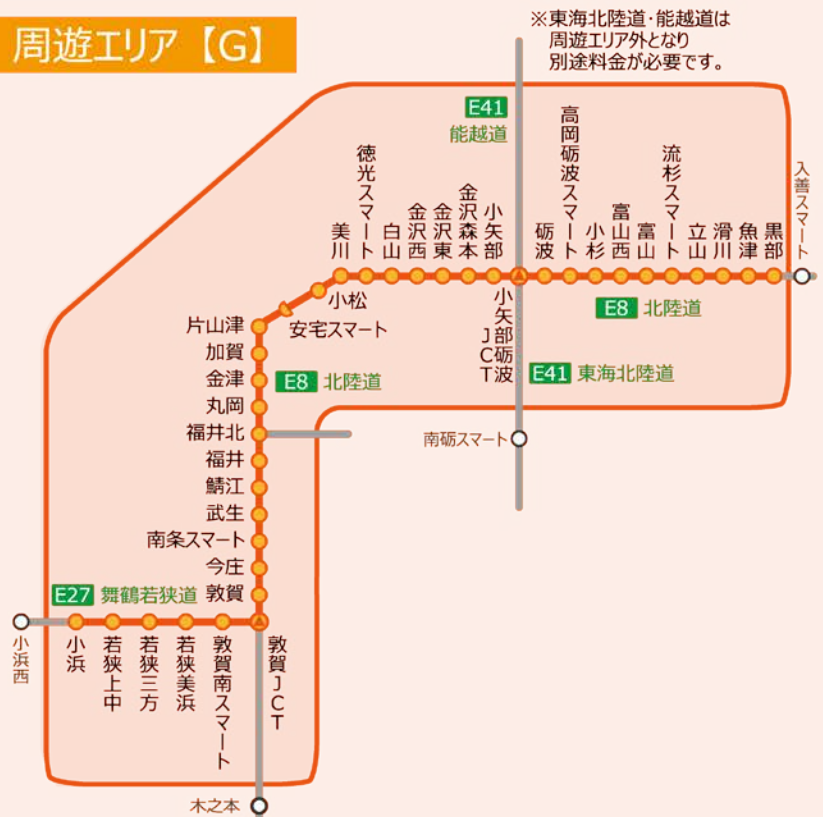 周遊エリア【G】
※東海北陸道・能越道は
周遊エリア外となり
別途料金が必要です。
E41
能越道
美川
徳光スマート
白山
金沢西
金沢東
金沢森本
小矢部
砺波
高岡砺波スマート
小杉
富山西
富山
流杉スマート
立山
滑川
魚津
黒部
入善スマート
小松
安宅スマート
小矢部砺波JCT
E8 北陸道
E41 東海北陸道
南砺スマート
片山津
加賀
金津
E8 北陸道
丸岡
福井北
福井
鯖江
武生
南条スマート
今庄
敦賀
E27 舞鶴若狭道
小浜西
小浜
若狭上中
若狭三方
若狭美浜
敦賀南スマート
敦賀JCT
木之本